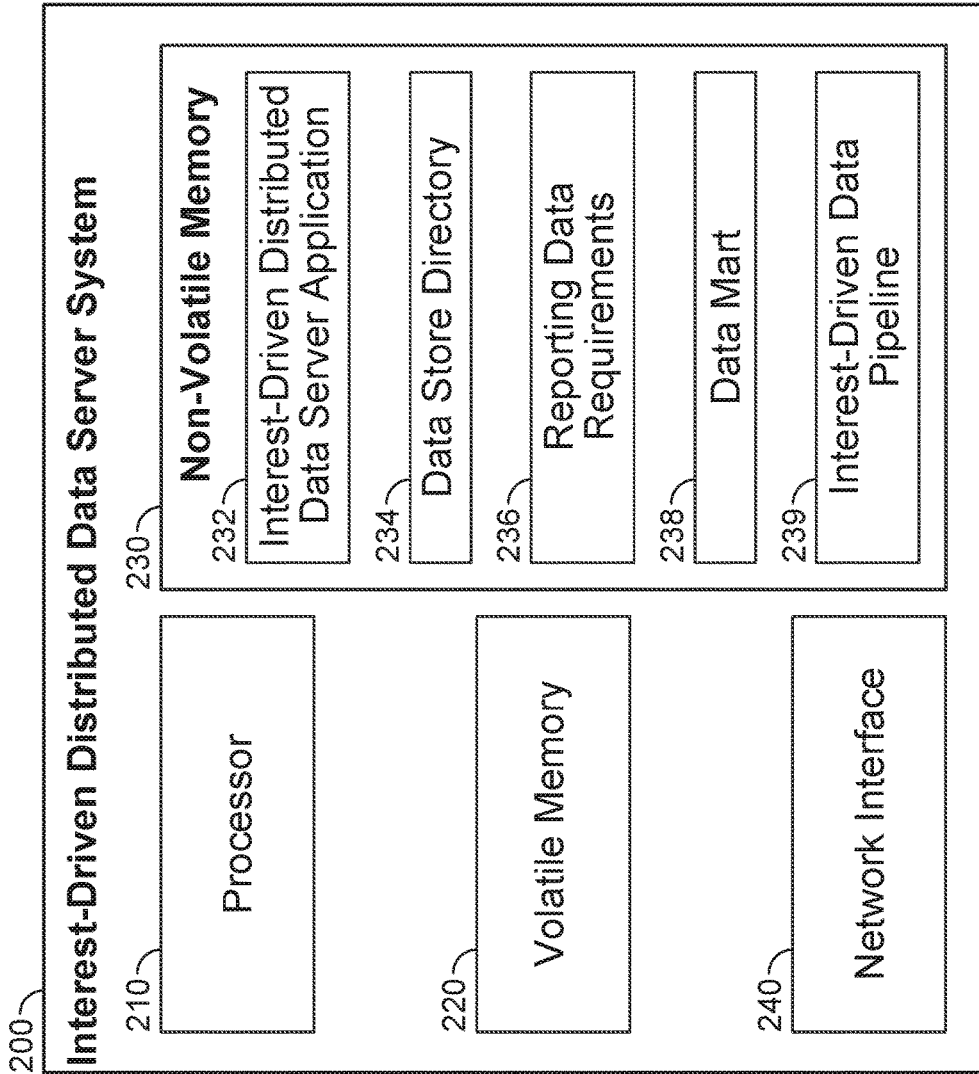 200
Interest-Driven Distributed Data Server System
210
Processor
220
Volatile Memory
240
Network Interface
230
Non-Volatile Memory
232
Interest-Driven Distributed
Data Server Application
234
Data Store Directory
236
Reporting Data
Requirements
238
Data Mart
239
Interest-Driven Data
Pipeline